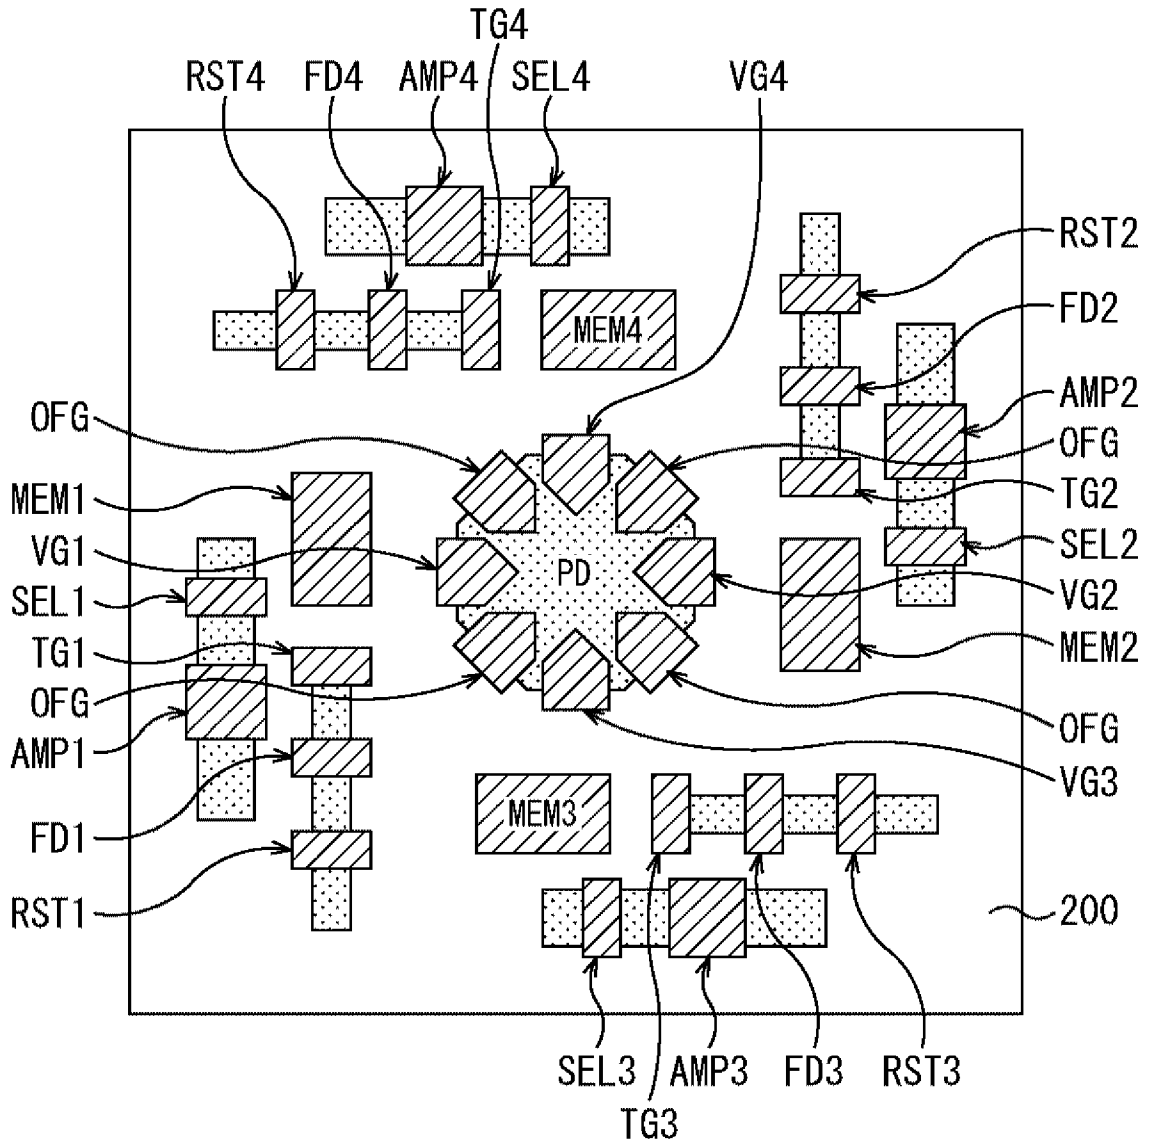 TG4
RST4 FD4 AMP4 SEL4 VG4
RST2
FD2
MEM4
AMP2
OFG
OFG
MEM1
TG2
VG1
SEL2
PD
SEL1
VG2
TG1
MEM2
OFG
OFG
AMP1
VG3
MEM3
FD1
RST1
200
SEL3 AMP3 FD3 RST3
TG3